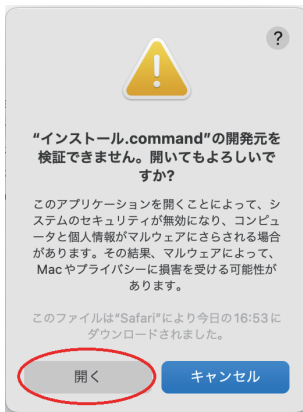 ?
“インストール.command”の開発元を
検証できません。開いてもよろしいで
すか?
このアプリケーションを開くことによって、シ
ステムのセキュリティが無効になり、コンピュ
ータと個人情報がマルウェアにさらされる場合
があります。その結果、マルウェアによって、
Macやプライバシーに損害を受ける可能性が
あります。
このファイルは“Safari”により今日の16:53に
ダウンロードされました。
開く
キャンセル